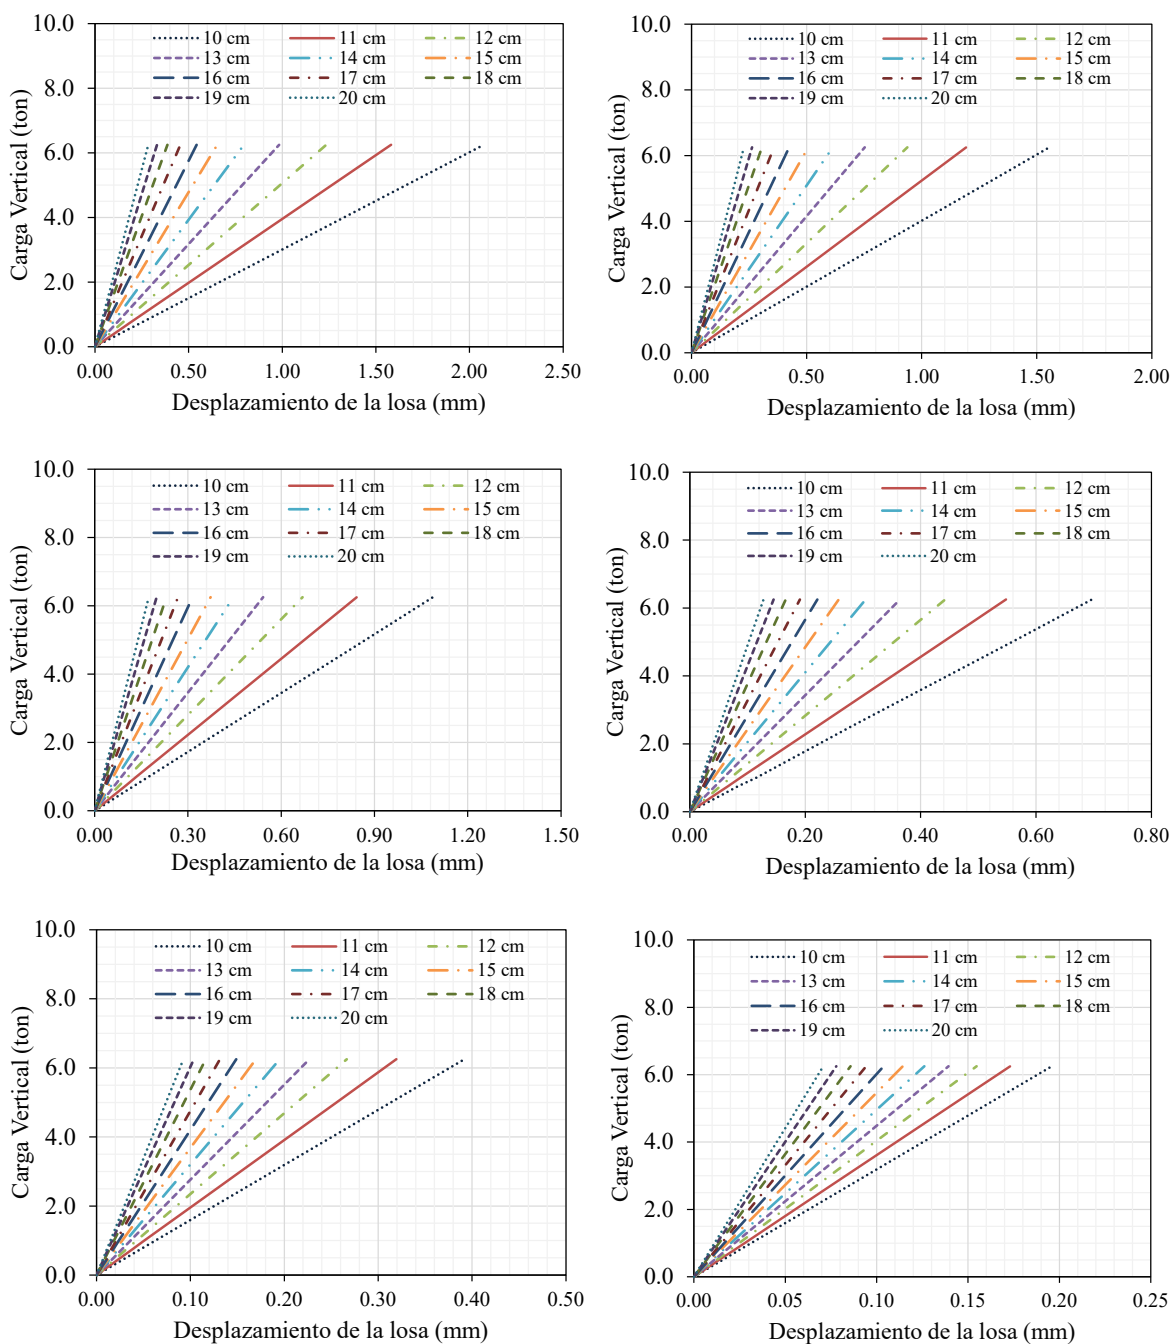 10.0
8.0
6.0
4.0
2.0
0.0
Carga Vertical (ton)
10 cm 11 cm 12 cm
13 cm 14 cm 15 cm
16 cm 17 cm 18 cm
19 cm 20 cm
0.00 0.50 1.00 1.50 2.00 2.50
Desplazamiento de la losa (mm)
10.0
8.0
6.0
4.0
2.0
0.0
Carga Vertical (ton)
10 cm 11 cm 12 cm
13 cm 14 cm 15 cm
16 cm 17 cm 18 cm
19 cm 20 cm
0.00 0.50 1.00 1.50 2.00
Desplazamiento de la losa (mm)
10.0
8.0
6.0
4.0
2.0
0.0
Carga Vertical (ton)
10 cm 11 cm 12 cm
13 cm 14 cm 15 cm
16 cm 17 cm 18 cm
19 cm 20 cm
0.00 0.30 0.60 0.90 1.20 1.50
Desplazamiento de la losa (mm)
10.0
8.0
6.0
4.0
2.0
0.0
Carga Vertical (ton)
10 cm 11 cm 12 cm
13 cm 14 cm 15 cm
16 cm 17 cm 18 cm
19 cm 20 cm
0.00 0.20 0.40 0.60 0.80
Desplazamiento de la losa (mm)
10.0
8.0
6.0
4.0
2.0
0.0
Carga Vertical (ton)
10 cm 11 cm 12 cm
13 cm 14 cm 15 cm
16 cm 17 cm 18 cm
19 cm 20 cm
0.00 0.10 0.20 0.30 0.40 0.50
Desplazamiento de la losa (mm)
10.0
8.0
6.0
4.0
2.0
0.0
Carga Vertical (ton)
10 cm 11 cm 12 cm
13 cm 14 cm 15 cm
16 cm 17 cm 18 cm
19 cm 20 cm
0.00 0.05 0.10 0.15 0.20 0.25
Desplazamiento de la losa (mm)